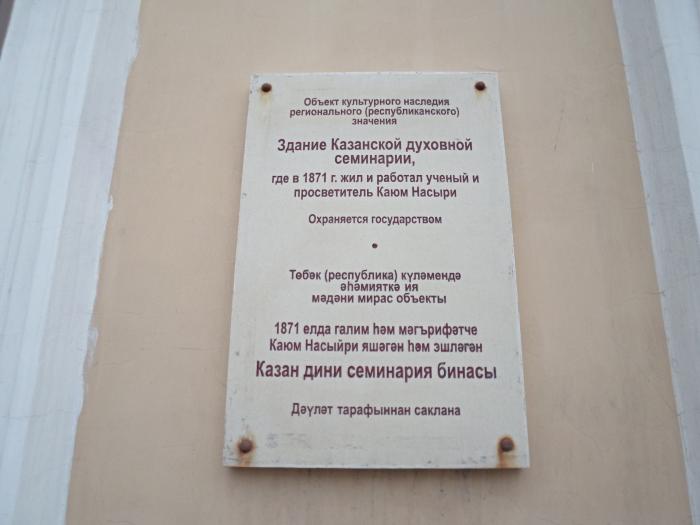 Объект культурного наследия
регионального (республиканского)
значения
Здание Казанской духовной
семинарии,
где в 1871 г. жил и работал ученый и
просветитель Каюм Насыри
Охраняется государством
•
Төбәк (республика) күләмендә
әһәмияткә ия
мәдәни мирас объекты
1871 елда галим һәм мәгърифәтче
Каюм Насыйри яшәгән һәм эшләгән
Казан дини семинария бинасы
Дәүләт тарафыннан саклана